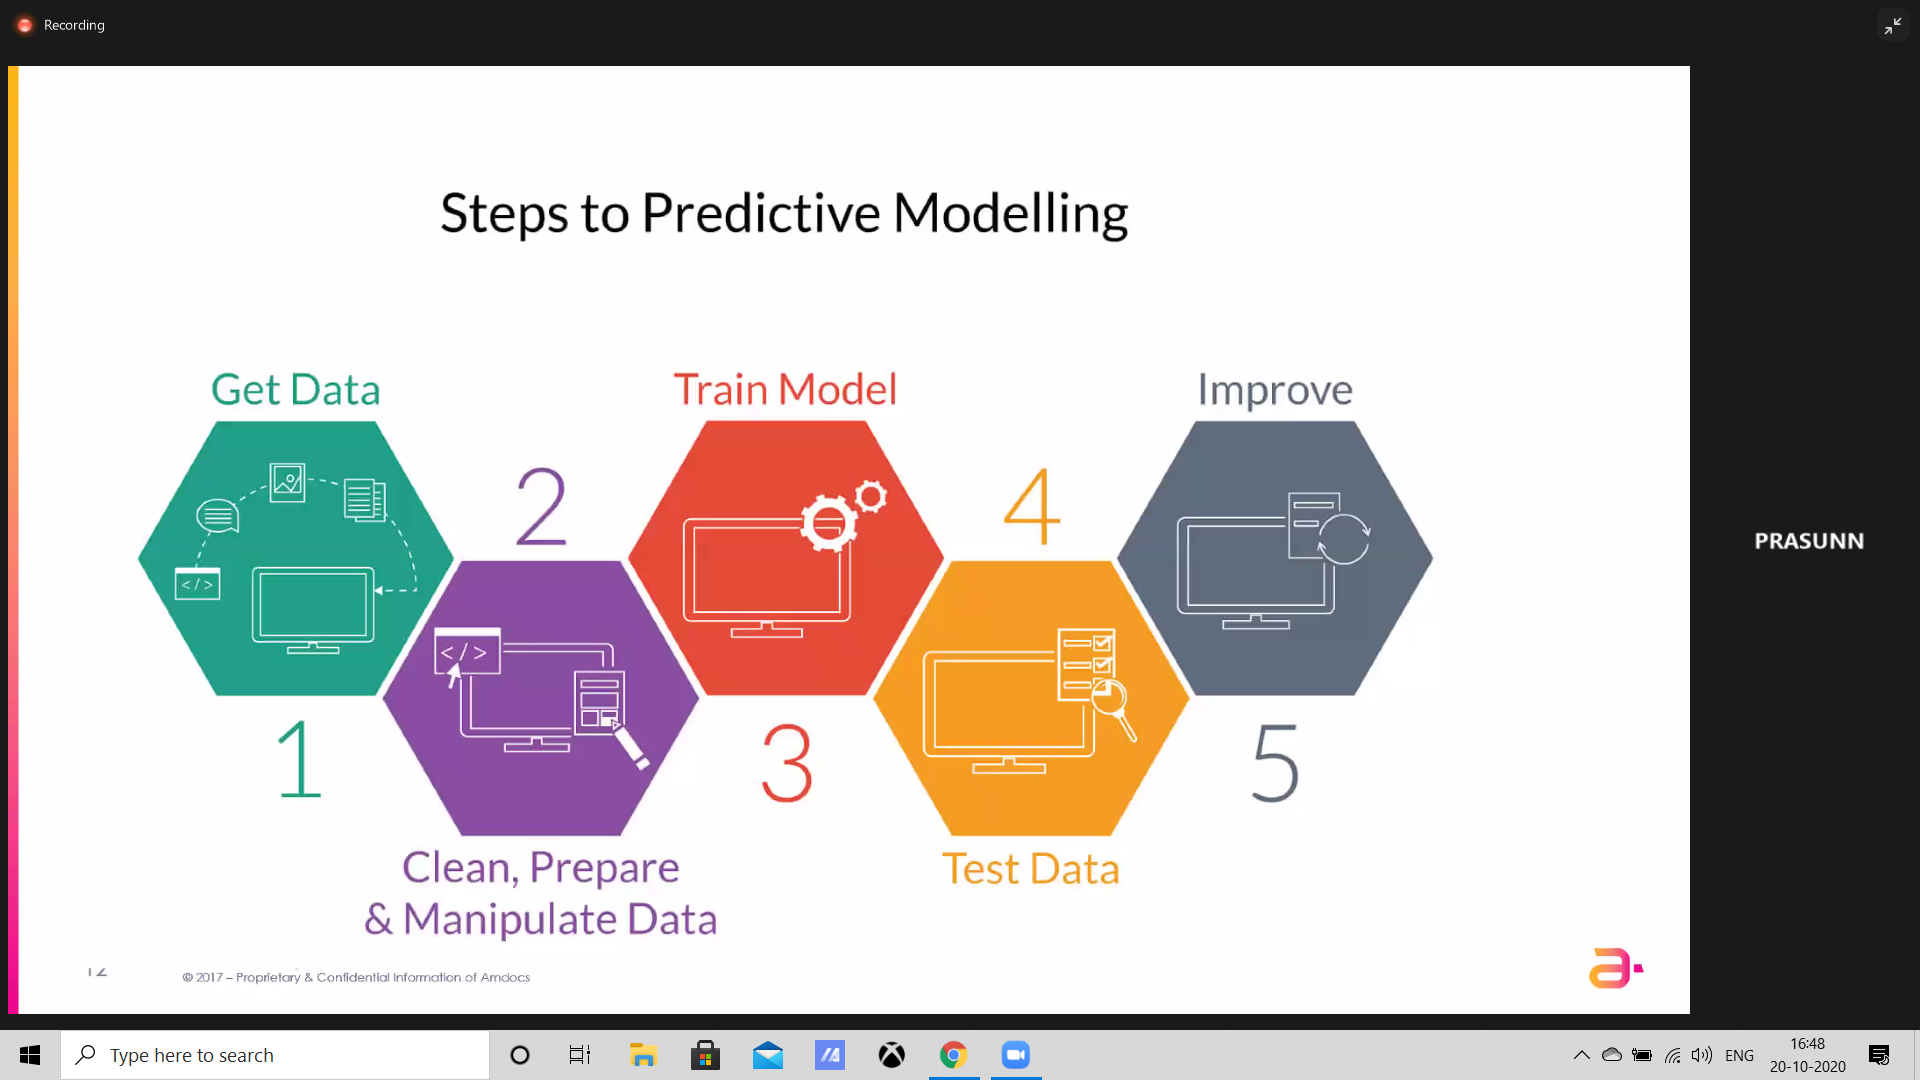 Recording
Steps to Predictive Modelling
Get Data
Train Model
Improve
2
4
</>
</>
1
3
5
Clean, Prepare
& Manipulate Data
Test Data
PRASUNN
12
© 2017 – Proprietary & Confidential Information of Amdocs
a
Type here to search
ENG
16:48
20-10-2020